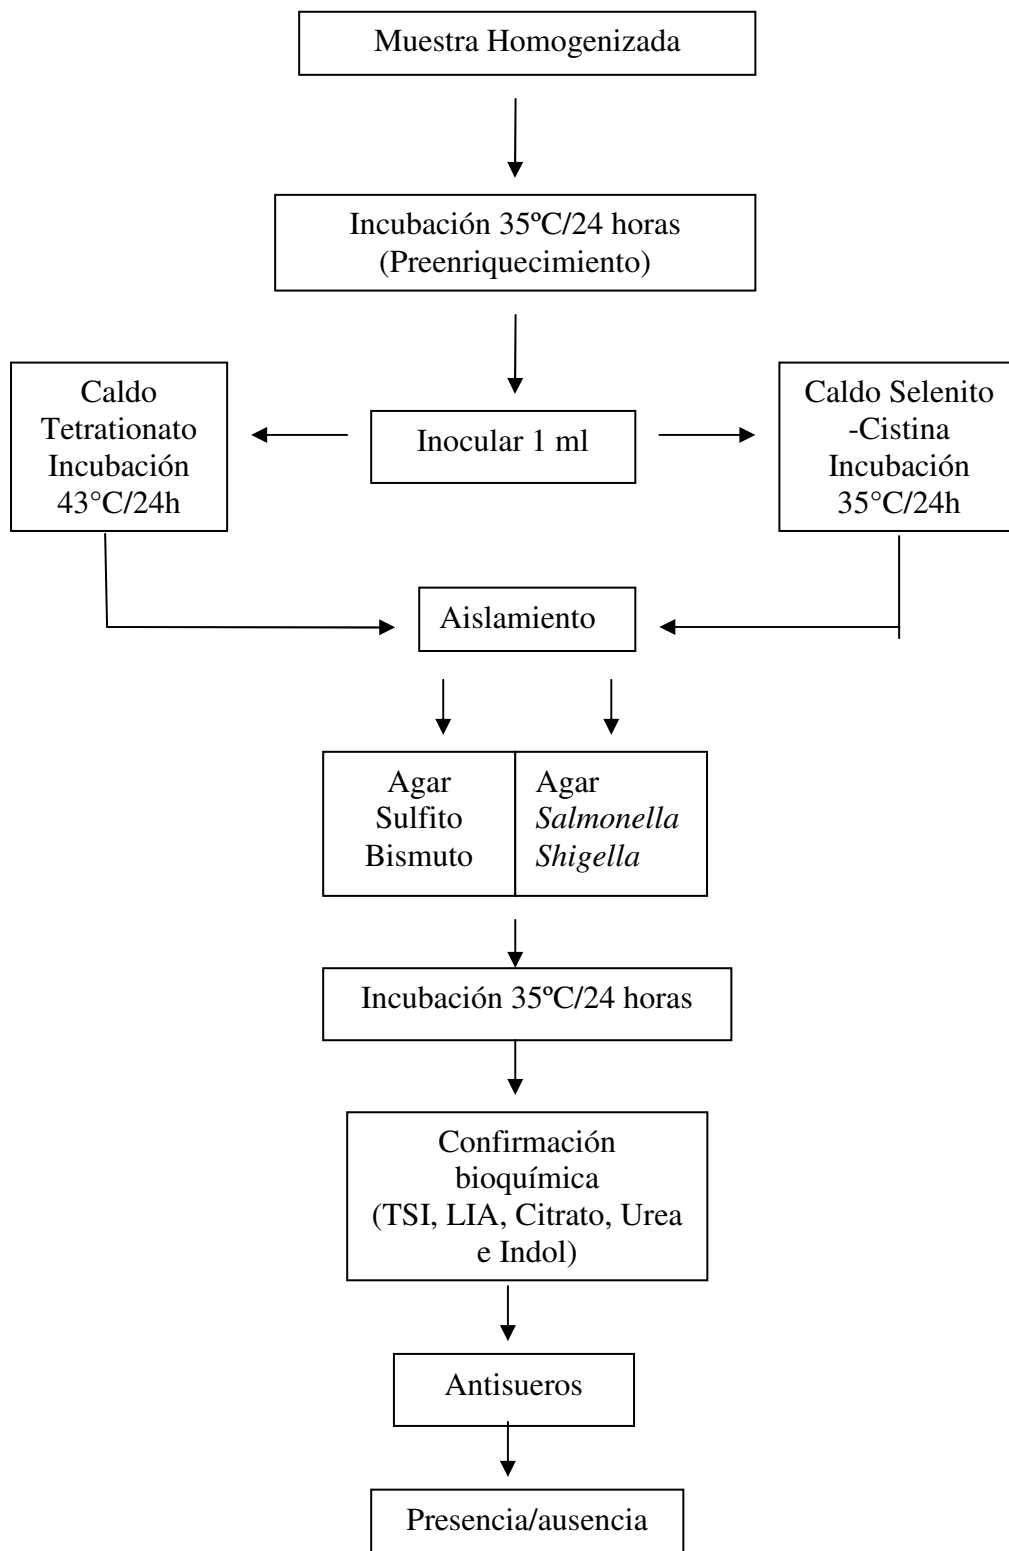 Muestra Homogenizada
Incubación 35ºC/24 horas
(Preenriquecimiento)
Caldo
Tetrationato
Incubación
43°C/24h
Inocular 1 ml
Caldo Selenito
-Cistina
Incubación
35°C/24h
Aislamiento
Agar
Sulfito
Bismuto
Agar
Salmonella
Shigella
Incubación 35ºC/24 horas
Confirmación
bioquímica
(TSI, LIA, Citrato, Urea
e Indol)
Antisueros
Presencia/ausencia